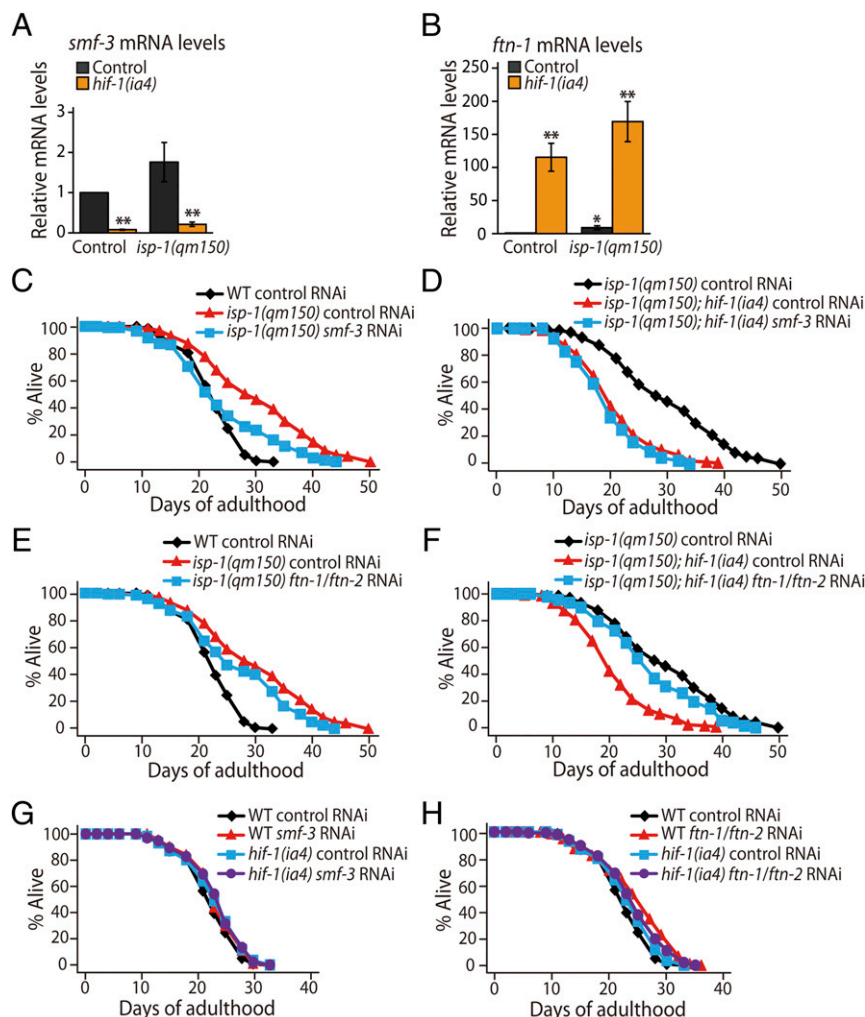 A
smf-3 mRNA levels
Control
hif-1(ia4)
Relative mRNA levels
3
2
1
0
**
**
Control isp-1(qm150)
B
ftn-1 mRNA levels
Control
hif-1(ia4)
Relative mRNA levels
250
200
150
100
50
0
**
*
**
Control isp-1(qm150)
C
WT control RNAi
isp-1(qm150) control RNAi
isp-1(qm150) smf-3 RNAi
% Alive
100
80
60
40
20
0
0 10 20 30 40 50
Days of adulthood
D
isp-1(qm150) control RNAi
isp-1(qm150); hif-1(ia4) control RNAi
isp-1(qm150); hif-1(ia4) smf-3 RNAi
% Alive
100
80
60
40
20
0
0 10 20 30 40 50
Days of adulthood
E
WT control RNAi
isp-1(qm150) control RNAi
isp-1(qm150) ftn-1/ftn-2 RNAi
% Alive
100
80
60
40
20
0
0 10 20 30 40 50
Days of adulthood
F
isp-1(qm150) control RNAi
isp-1(qm150); hif-1(ia4) control RNAi
isp-1(qm150); hif-1(ia4) ftn-1/ftn-2 RNAi
% Alive
100
80
60
40
20
0
0 10 20 30 40 50
Days of adulthood
G
WT control RNAi
WT smf-3 RNAi
hif-1(ia4) control RNAi
hif-1(ia4) smf-3 RNAi
% Alive
100
80
60
40
20
0
0 10 20 30 40
Days of adulthood
H
WT control RNAi
WT ftn-1/ftn-2 RNAi
hif-1(ia4) control RNAi
hif-1(ia4) ftn-1/ftn-2 RNAi
% Alive
100
80
60
40
20
0
0 10 20 30 40
Days of adulthood